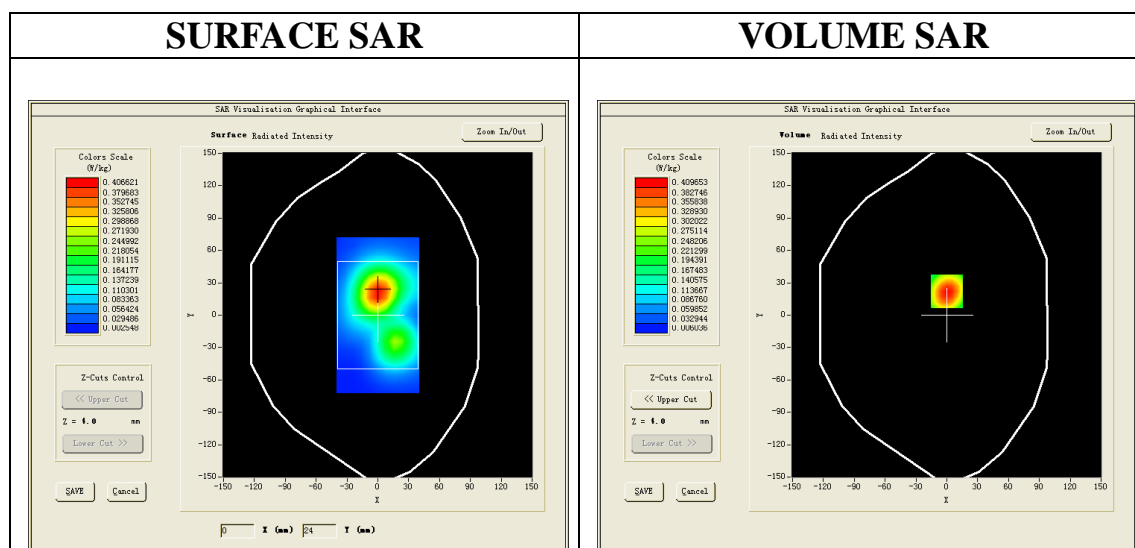 SURFACE SAR
VOLUME SAR
SAR Visualisation Graphical Interface
Surface Radiated Intensity
Zoom In/Out
Colors Scale
(W/kg)
0.406621
0.379683
0.352745
0.325806
0.298868
0.271930
0.244992
0.218054
0.191115
0.164177
0.137239
0.110301
0.083363
0.056424
0.029486
0.002548
Z-Cuts Control
<< Upper Cut
Z = 4.0 mm
Lower Cut >>
SAVE
Cancel
150
120
90
60
30
0
-30
-60
-90
-120
-150
Y
-150 -120 -90 -60 -30 0 30 60 90 120 150
X
0 X (mm) 24 Y (mm)
SAR Visualisation Graphical Interface
Volume Radiated Intensity
Zoom In/Out
Colors Scale
(W/kg)
0.409653
0.382746
0.355838
0.328930
0.302022
0.275114
0.248206
0.221299
0.194391
0.167483
0.140575
0.113667
0.086760
0.059852
0.032944
0.006036
Z-Cuts Control
<< Upper Cut
Z = 4.0 mm
Lower Cut >>
SAVE
Cancel
150
120
90
60
30
0
-30
-60
-90
-120
-150
Y
-150 -120 -90 -60 -30 0 30 60 90 120 150
X